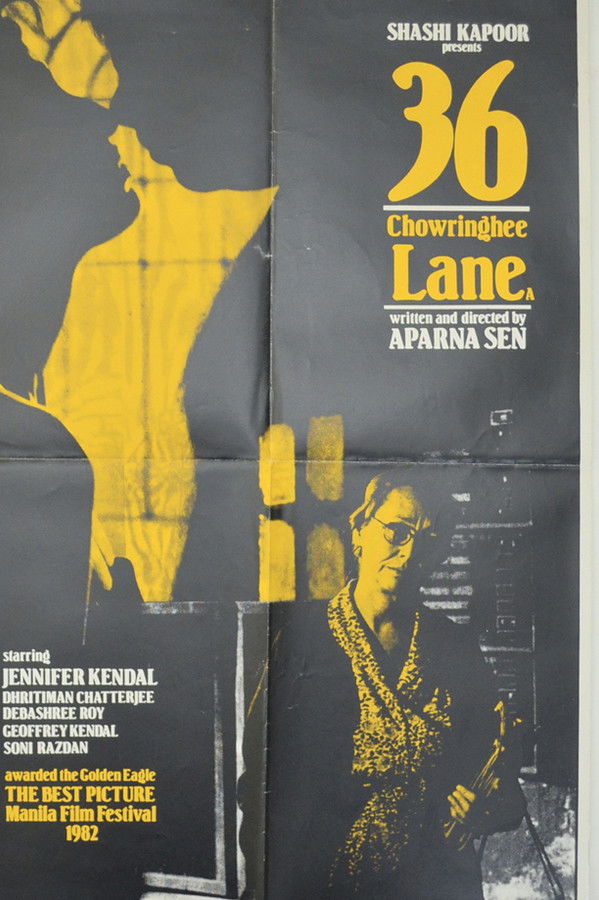 SHASHI KAPOOR
presents
36
Chowringhee
Lane A
written and directed by
APARNA SEN
starring
JENNIFER KENDAL
DHRITIMAN CHATTERJEE
DEBASHREE ROY
GEOFFREY KENDAL
SONI RAZDAN
awarded the Golden Eagle
THE BEST PICTURE
Manila Film Festival
1982